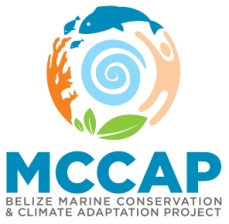 MCCAP
BELIZE MARINE CONSERVATION
& CLIMATE ADAPTATION PROJECT